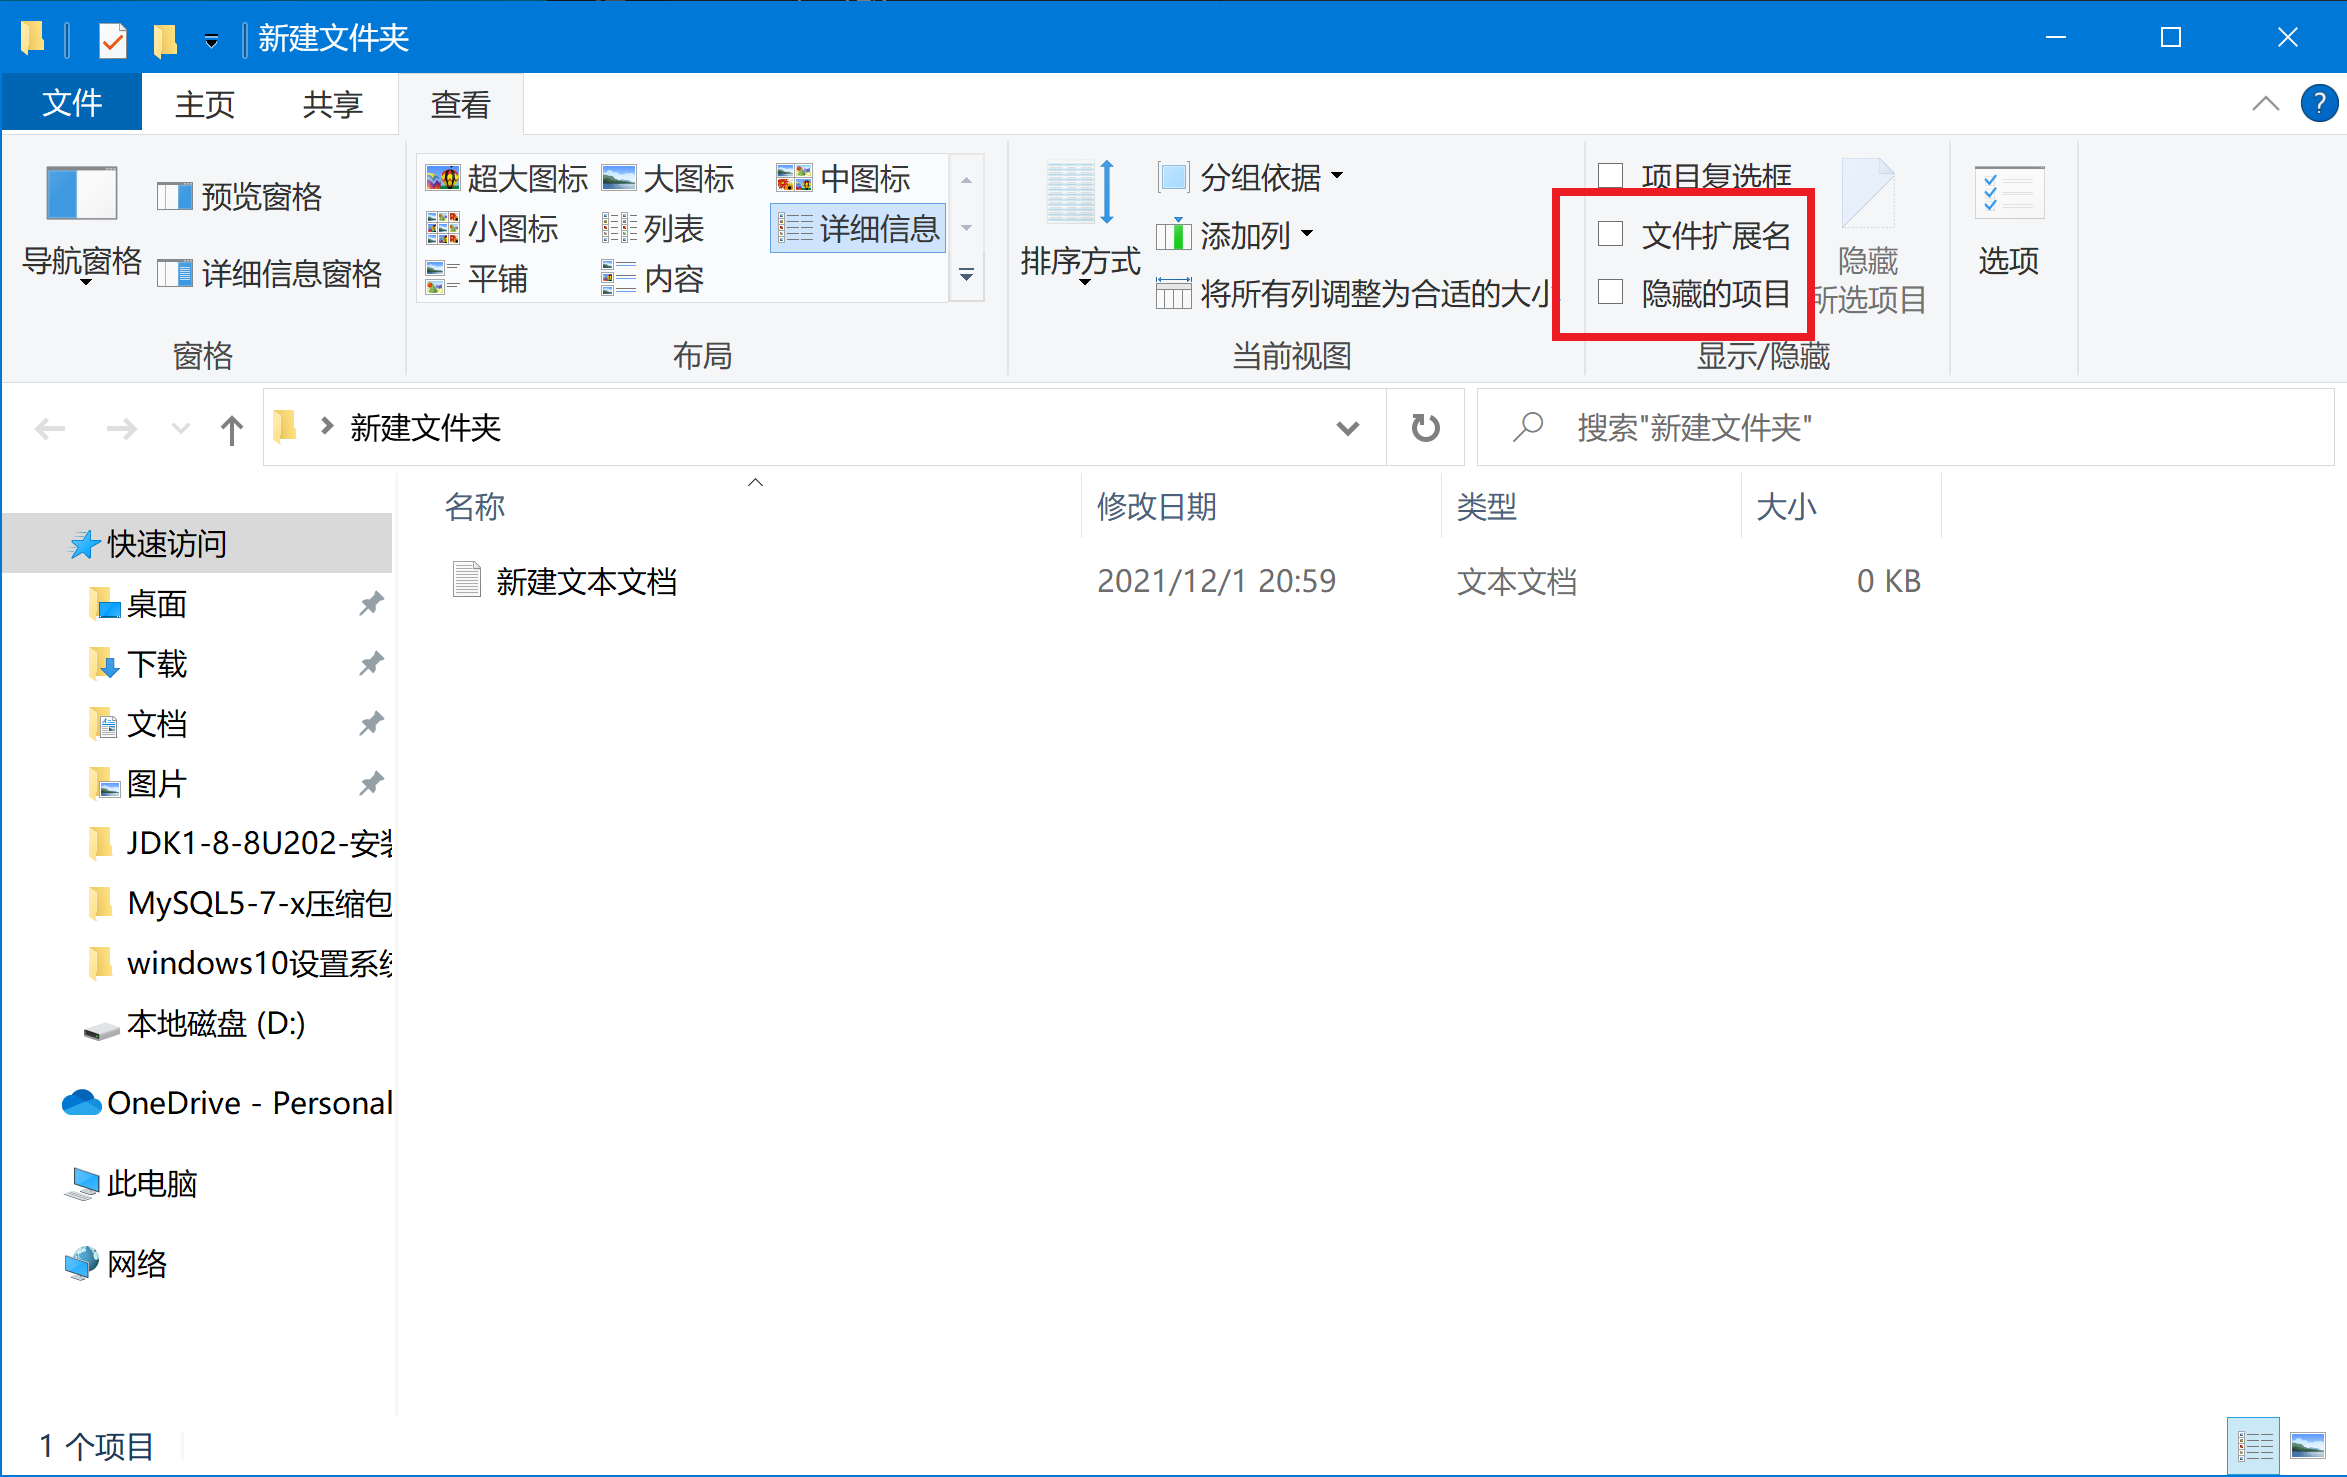 新建文件夹
文件
主页
共享
查看
?
导航窗格
预览窗格
详细信息窗格
窗格
超大图标
大图标
中图标
小图标
列表
详细信息
平铺
内容
布局
排序方式
分组依据
添加列
将所有列调整为合适的大小
当前视图
项目复选框
文件扩展名
隐藏的项目
隐藏
所选项目
显示/隐藏
选项
新建文件夹
搜索"新建文件夹"
名称
修改日期
类型
大小
新建文本文档
2021/12/1 20:59
文本文档
0 KB
快速访问
桌面
下载
文档
图片
JDK1-8-8U202-安装
MySQL5-7-x压缩包
windows10设置系统
本地磁盘 (D:)
OneDrive - Personal
此电脑
网络
1 个项目